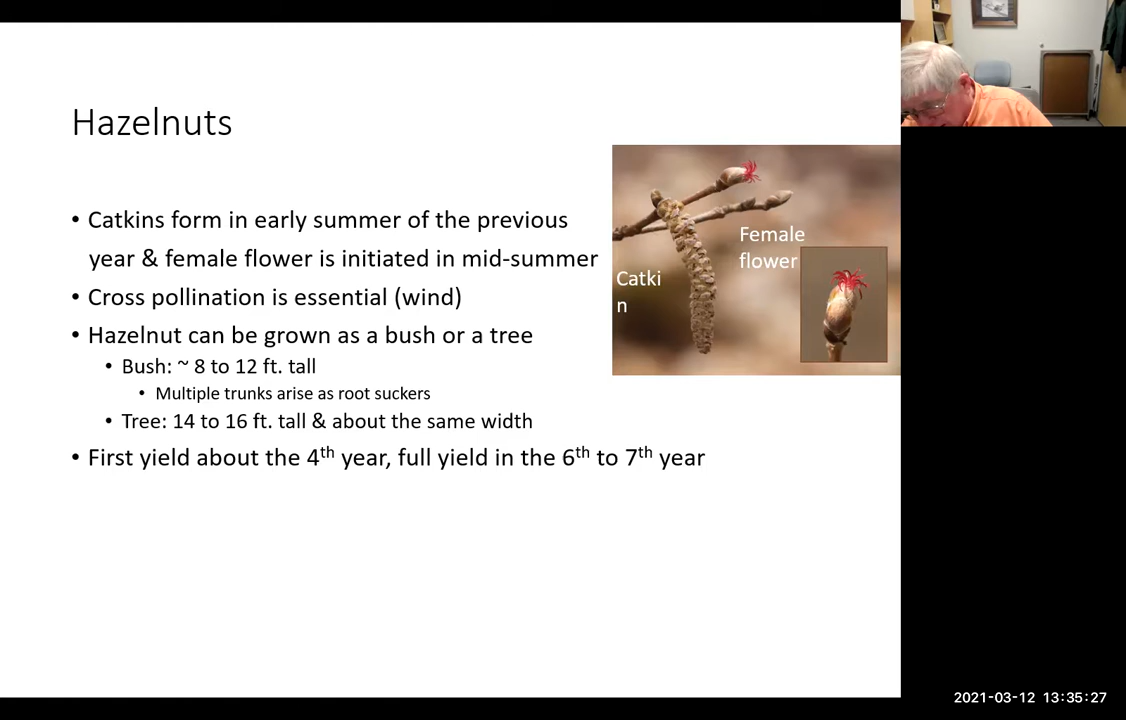 Hazelnuts
• Catkins form in early summer of the previous
year & female flower is initiated in mid-summer
• Cross pollination is essential (wind)
• Hazelnut can be grown as a bush or a tree
• Bush: ~ 8 to 12 ft. tall
• Multiple trunks arise as root suckers
• Tree: 14 to 16 ft. tall & about the same width
• First yield about the 4th year, full yield in the 6th to 7th year
Female
flower
Catki
n
2021-03-12 13:35:27